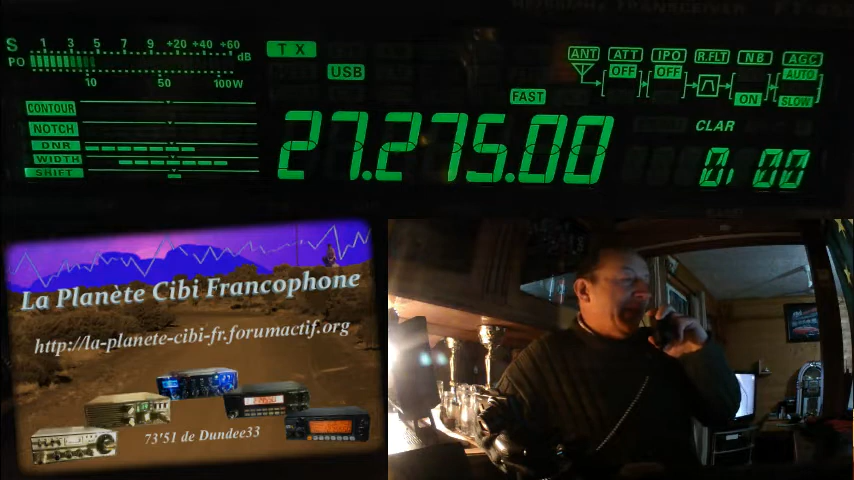 TRANSCEIVER
S 1 3 5 7 9 +20 +40 +60 dB
PO
10 50 100W
TX
USB
FAST
ANT ATT IPO R.FLT NB AGC
OFF OFF AUTO
ON SLOW
CONTOUR
NOTCH
DNR
WIDTH
SHIFT
27.275.00
CLAR
0.00
La Planète Cibi Francophone
http://la-planete-cibi-fr.forumactif.org
73'51 de Dundee33